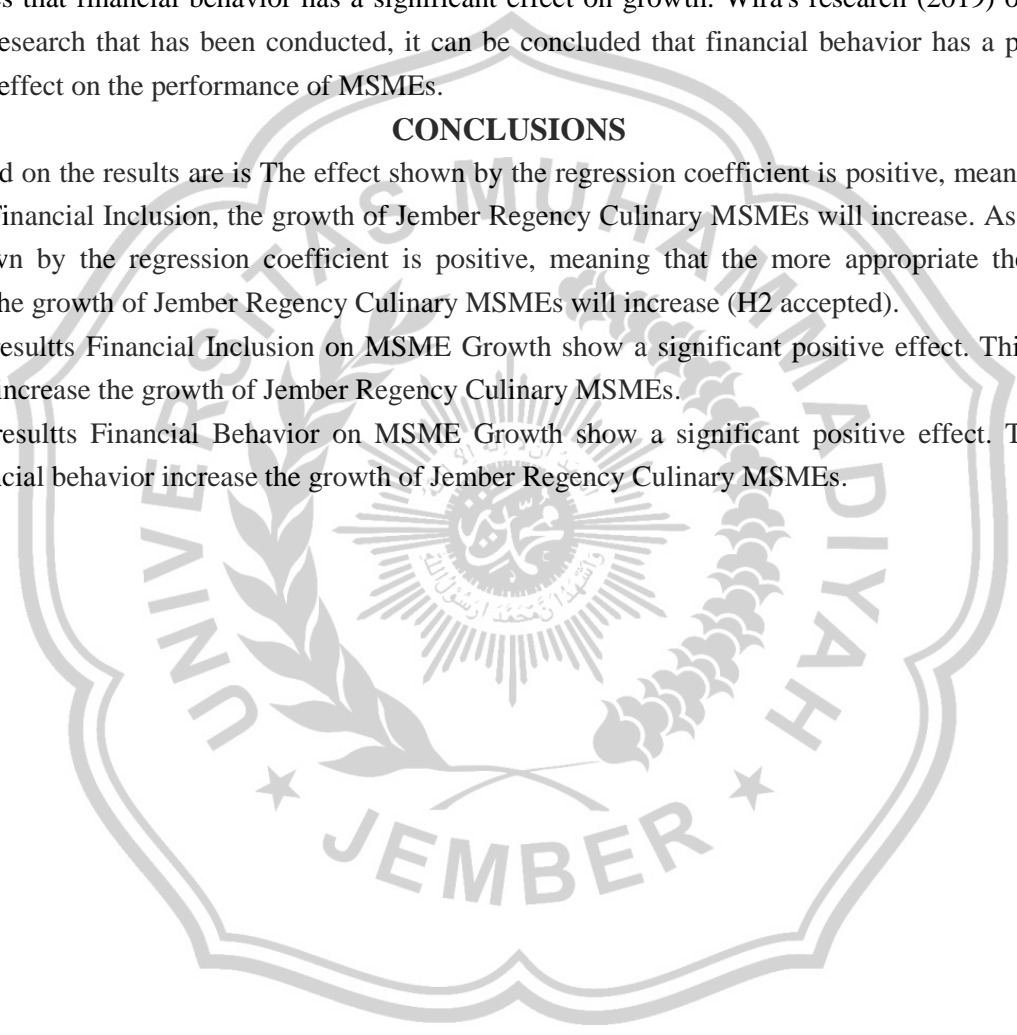 es that financial behavior has a significant effect on growth. Wira's research (2019) o
esearch that has been conducted, it can be concluded that financial behavior has a p
effect on the performance of MSMEs.
CONCLUSIONS
d on the results are is The effect shown by the regression coefficient is positive, mean
Financial Inclusion, the growth of Jember Regency Culinary MSMEs will increase. As
wn by the regression coefficient is positive, meaning that the more appropriate the
he growth of Jember Regency Culinary MSMEs will increase (H2 accepted).
resultts Financial Inclusion on MSME Growth show a significant positive effect. Thi
increase the growth of Jember Regency Culinary MSMEs.
resultts Financial Behavior on MSME Growth show a significant positive effect. T
ncial behavior increase the growth of Jember Regency Culinary MSMEs.
UNIVERSITAS MUHAMMADIYAH
JEMBER